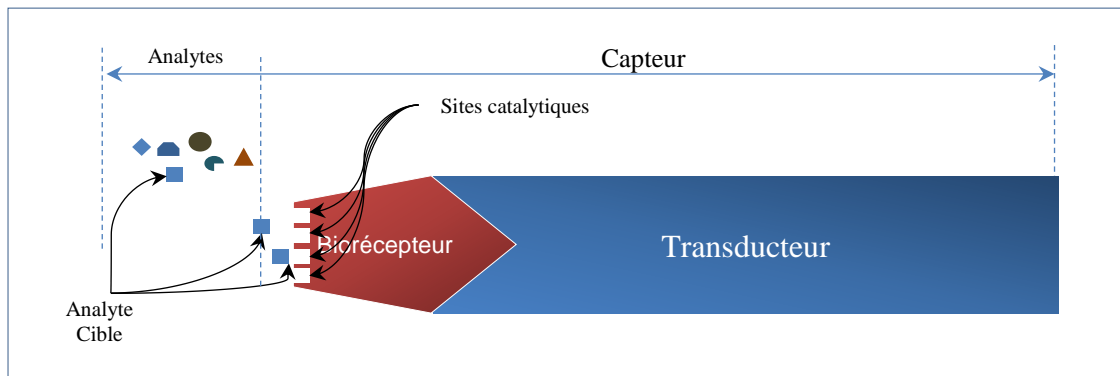 Analytes
Capteur
Sites catalytiques
Biorécepteur
Transducteur
Analyte
Cible